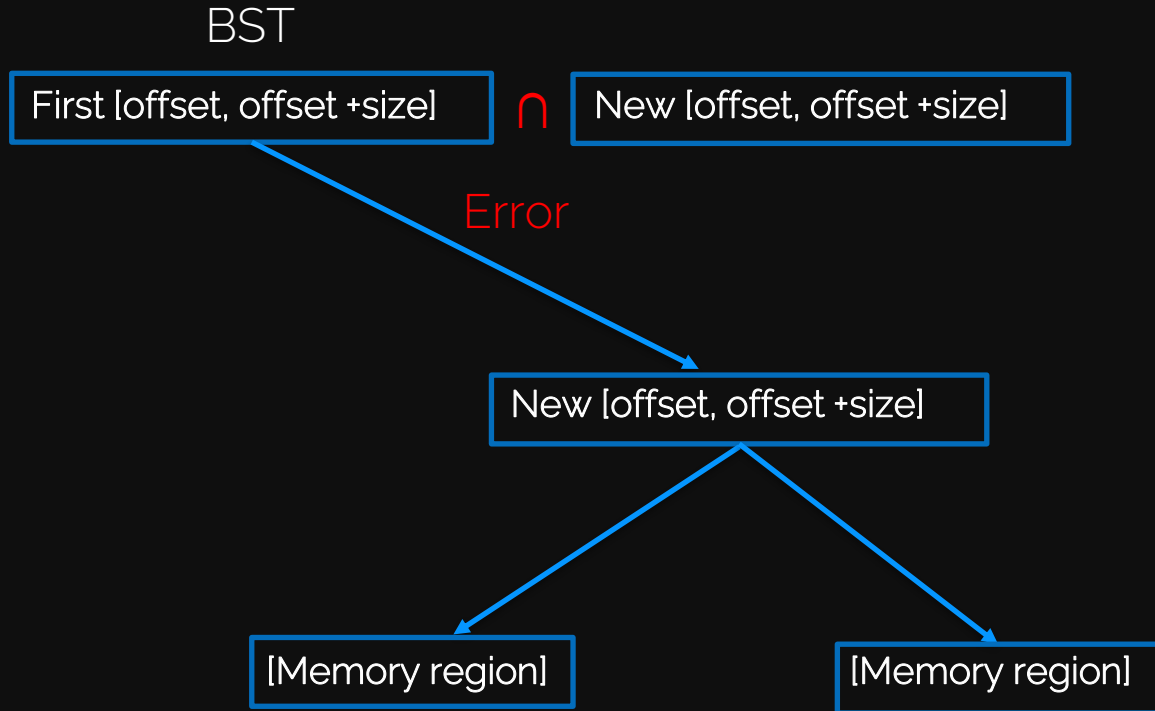 BST
First [offset, offset +size]
∩
New [offset, offset +size]
Error
New [offset, offset +size]
[Memory region]
[Memory region]